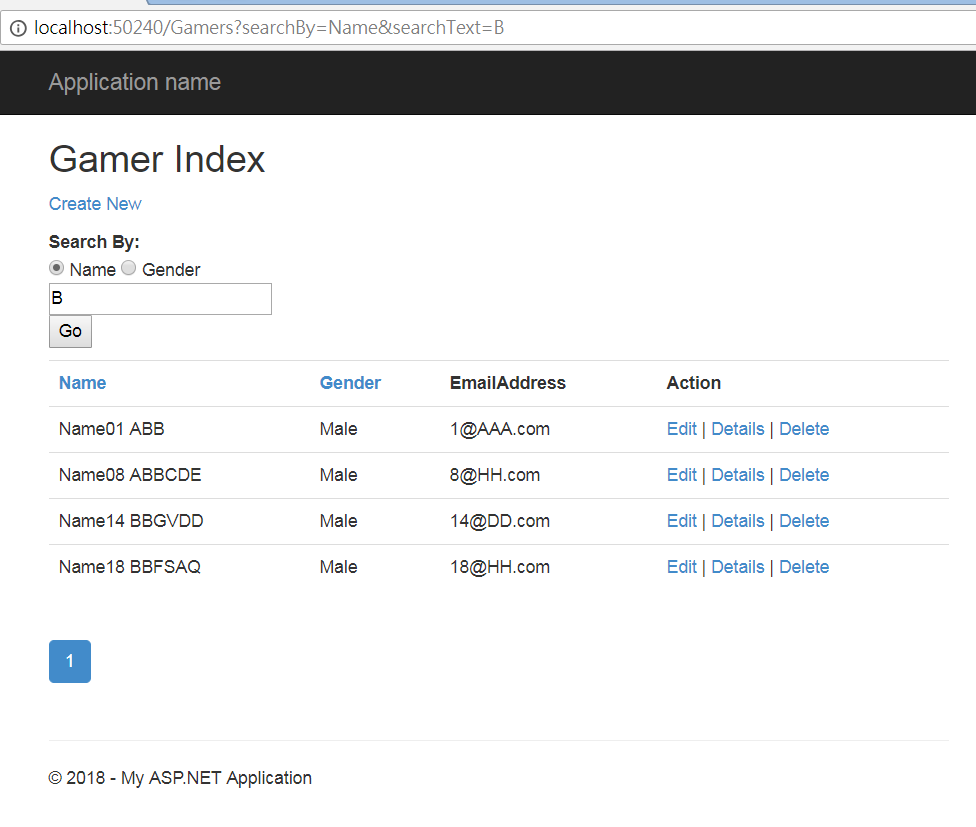 localhost:50240/Gamers?searchBy=Name&searchText=B
Application name
Gamer Index
Create New
Search By:
Name Gender
B
Go
Name Gender EmailAddress Action
Name01 ABB Male 1@AAA.com Edit | Details | Delete
Name08 ABBCDE Male 8@HH.com Edit | Details | Delete
Name14 BBGVDD Male 14@DD.com Edit | Details | Delete
Name18 BBFSAQ Male 18@HH.com Edit | Details | Delete
1
© 2018 - My ASP.NET Application